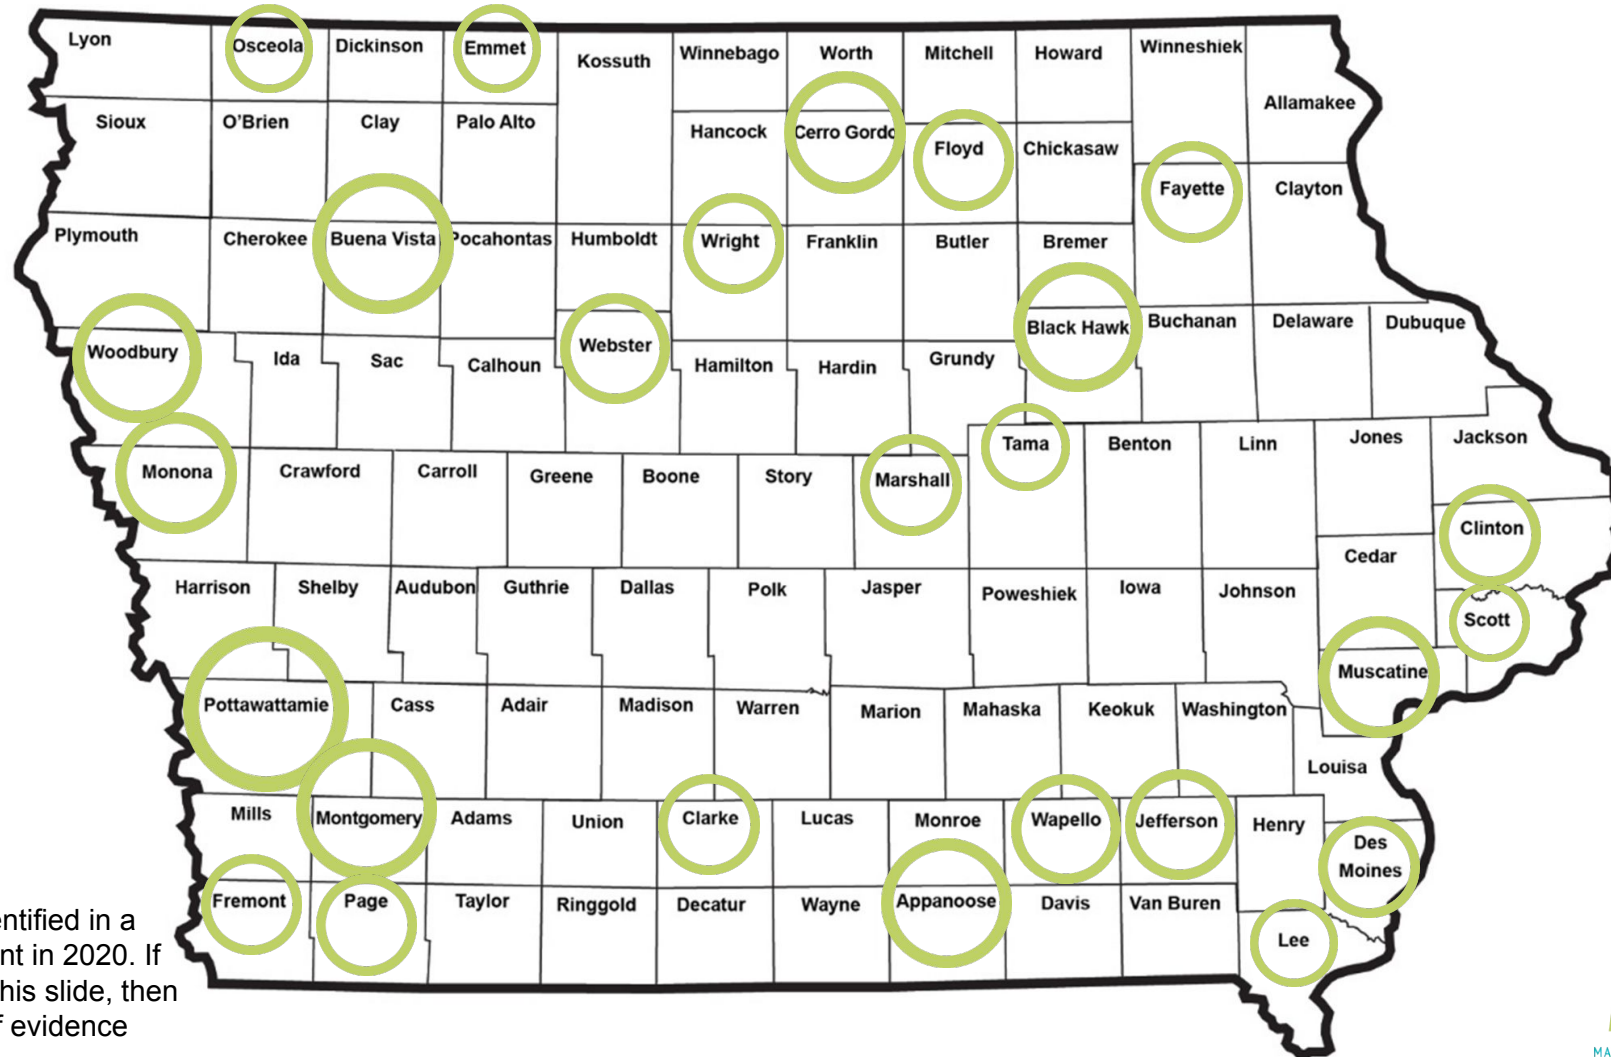 Lyon
Osceola
Dickinson
Emmet
Kossuth
Winnebago
Worth
Mitchell
Howard
Winneshiek
Allamakee
Sioux
O'Brien
Clay
Palo Alto
Hancock
Cerro Gordo
Floyd
Chickasaw
Fayette
Clayton
Plymouth
Cherokee
Buena Vista
Pocahontas
Humboldt
Wright
Franklin
Butler
Bremer
Woodbury
Ida
Sac
Calhoun
Webster
Hamilton
Hardin
Grundy
Black Hawk
Buchanan
Delaware
Dubuque
Monona
Crawford
Carroll
Greene
Boone
Story
Marshall
Tama
Benton
Linn
Jones
Jackson
Clinton
Cedar
Scott
Harrison
Shelby
Audubon
Guthrie
Dallas
Polk
Jasper
Poweshiek
Iowa
Johnson
Muscatine
Pottawattamie
Cass
Adair
Madison
Warren
Marion
Mahaska
Keokuk
Washington
Louisa
Mills
Montgomery
Adams
Union
Clarke
Lucas
Monroe
Wapello
Jefferson
Henry
Des
Moines
Fremont
Page
Taylor
Ringgold
Decatur
Wayne
Appanoose
Davis
Van Buren
Lee
entified in a
nt in 2020. If
his slide, then
f evidence
MA